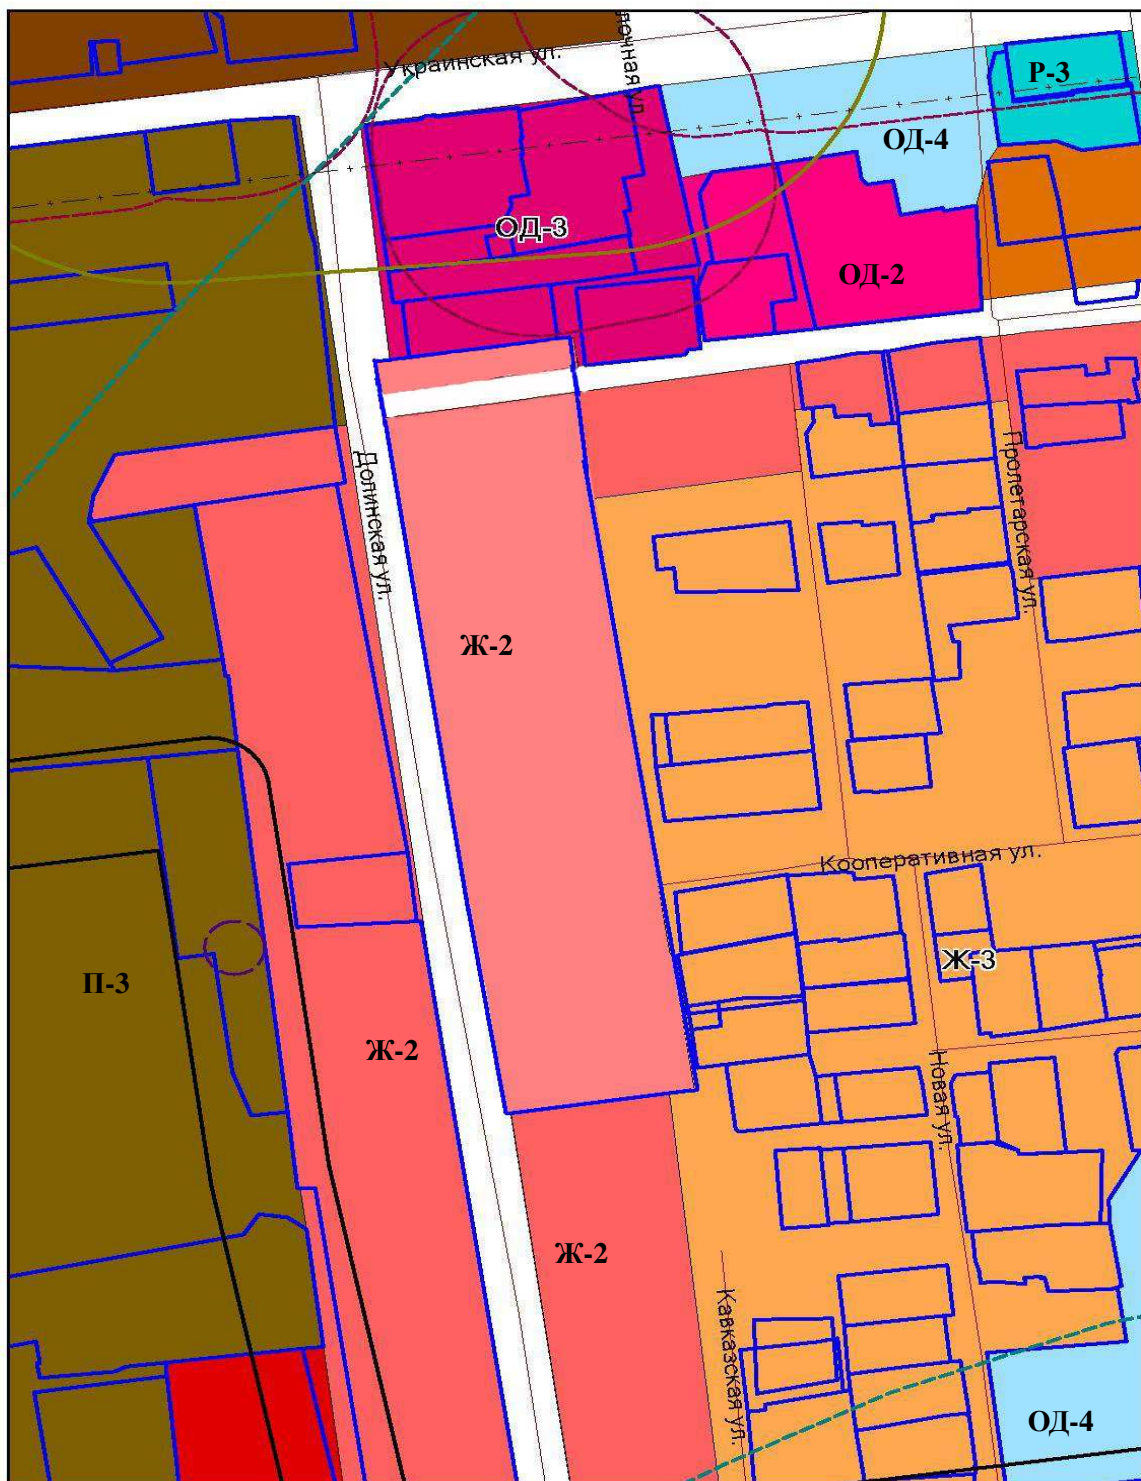 Украинская ул.
Р-3
ОД-4
ОД-3
ОД-2
Долинская ул.
Пролетарская ул.
Ж-2
Кооперативная ул.
Ж-3
П-3
Ж-2
Новая ул.
Ж-2
Кавказская ул.
ОД-4